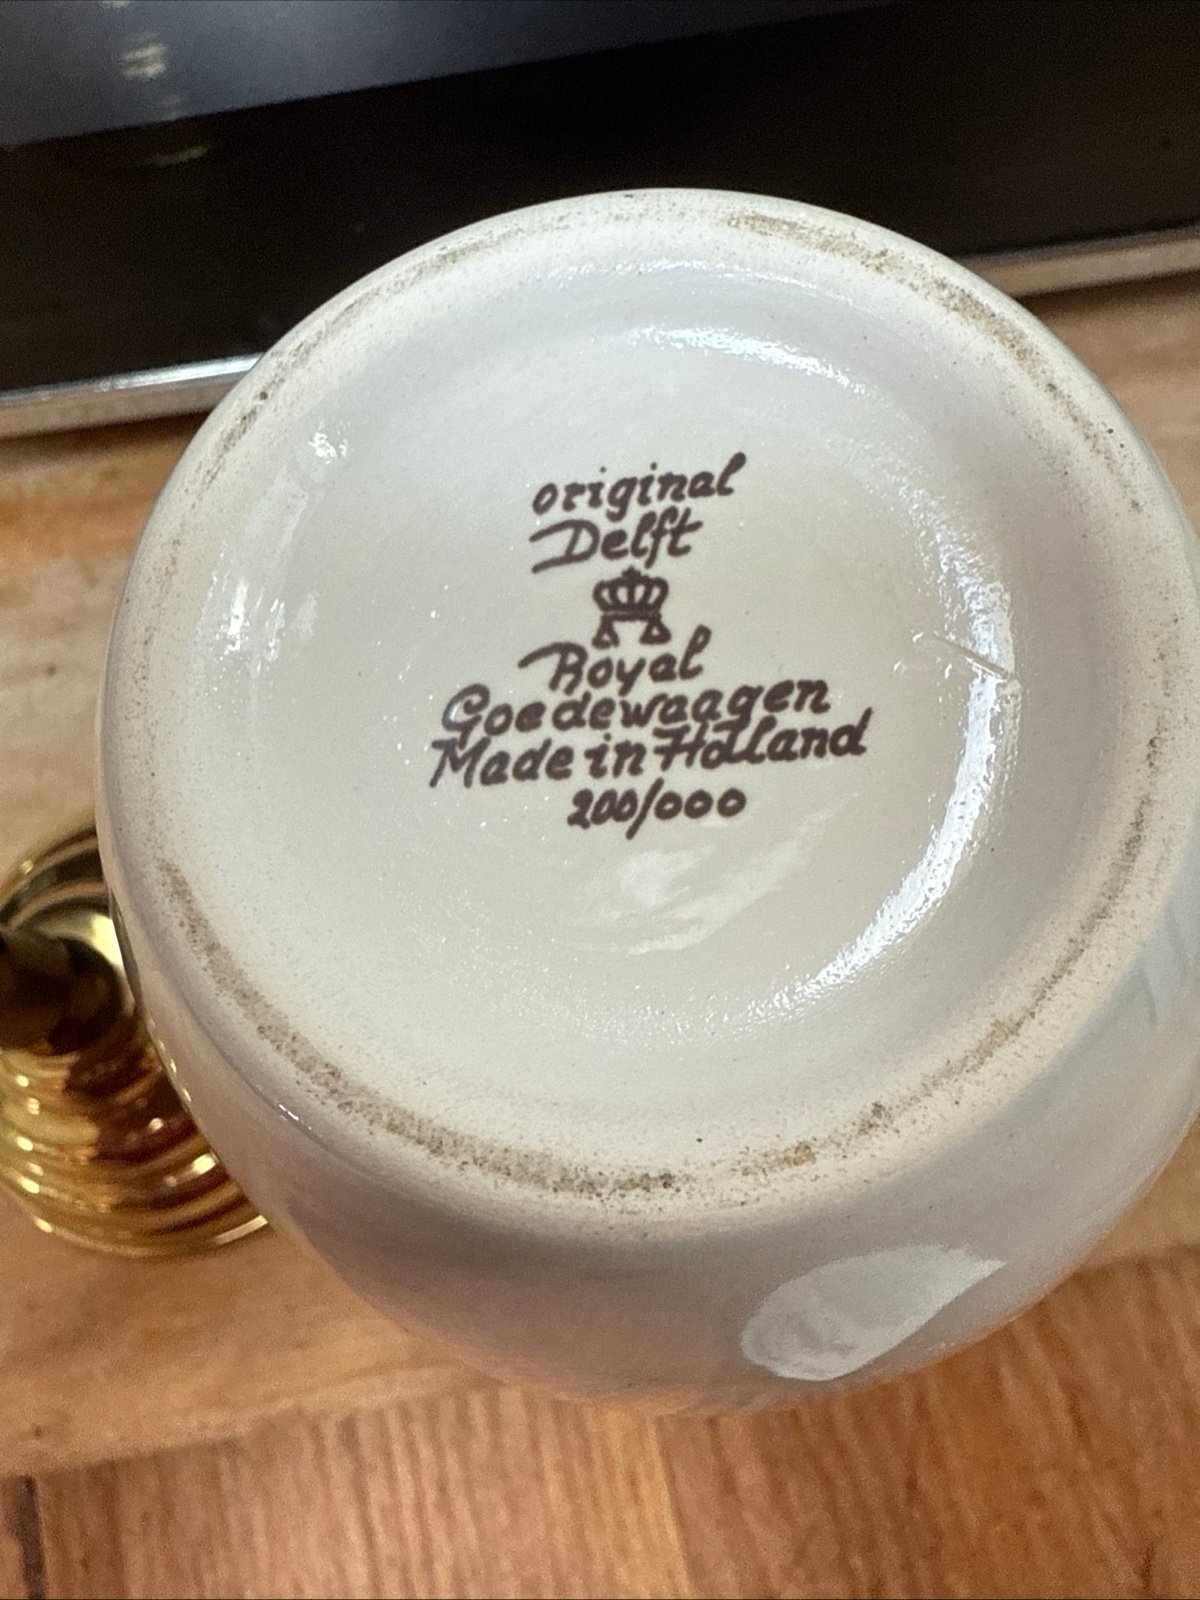 original
Delft
Royal
Goedewaagen
Made in Holland
200/000